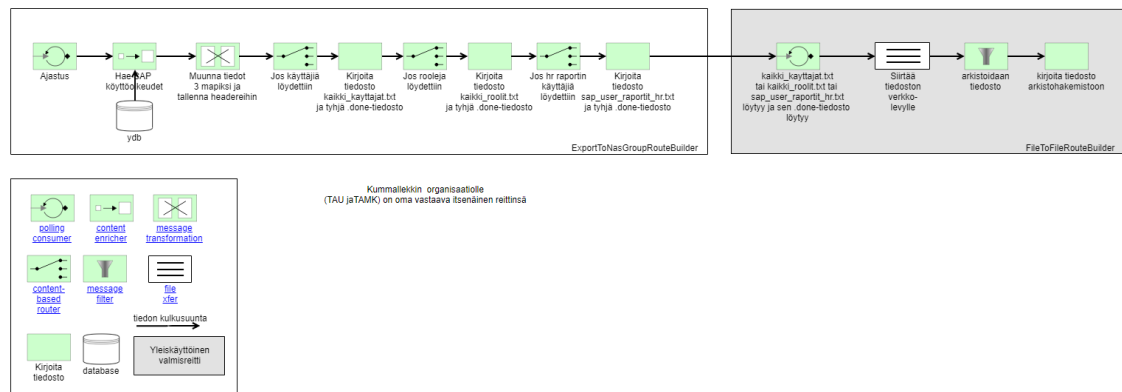 Ajastus
Hae SAP
käyttöoikeudet
ydb
Muunna tiedot
3 mapiksi ja
tallenna headereihin
Jos käyttäjiä
löydettiin
Kirjoita
tiedosto
kaikki_kayttajat.txt
ja tyhjä .done-tiedosto
Jos rooleja
löydettiin
Kirjoita
tiedosto
kaikki_roolit.txt
ja tyhjä .done-tiedosto
Jos hr raportin
käyttäjiä
löydettiin
Kirjoita
tiedosto
sap_user_raportit_hr.txt
ja tyhjä .done-tiedosto
ExportToNasGroupRouteBuilder
kaikki_kayttajat.txt
tai kaikki_roolit.txt tai
sap_user_raportit_hr.txt
löytyy ja sen .done-tiedosto
löytyy
Siirtää
tiedoston
verkko-
levylle
arkistoidaan
tiedosto
kirjoita tiedosto
arkistohakemistoon
FileToFileRouteBuilder
Kummallekkin organisaatiolle
(TAU jaTAMK) on oma vastaava itsenäinen reittinsä
polling
consumer
content
enricher
message
transformation
content-
based
router
message
filter
file
xfer
tiedon kulkusuunta
Kirjoita
tiedosto
database
Yleiskäyttöinen
valmisreitti